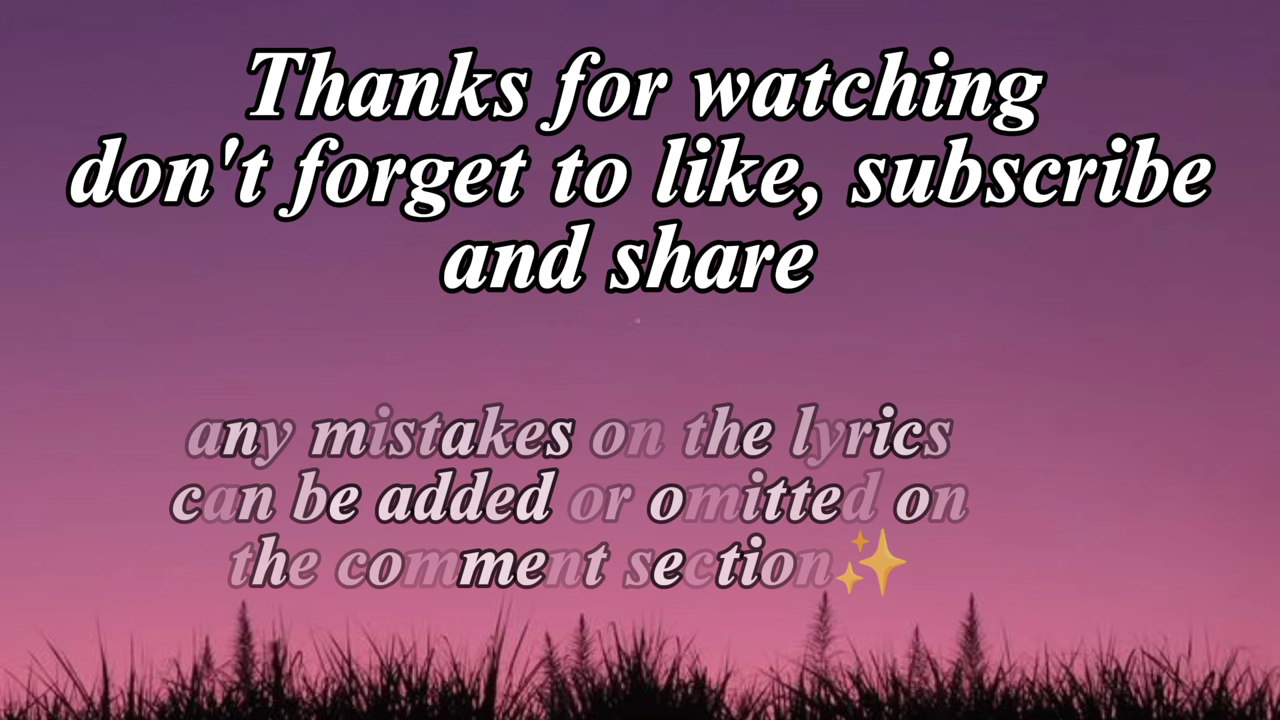 Thanks for watching
don't forget to like, subscribe
and share
any mistakes on the lyrics
can be added or omitted on
the comment section✨